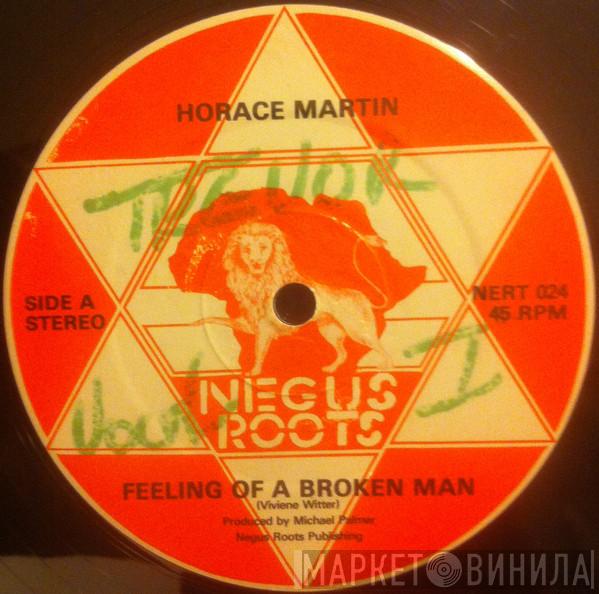 HORACE MARTIN
TREVOR
SIDE A
STEREO
NERT 024
45 RPM
I
NEGUS
ROOTS
FEELING OF A BROKEN MAN
(Viviene Witter)
Produced by Michael Palmer
Negus Roots Publishing
МАРКЕТ ВИНИЛА